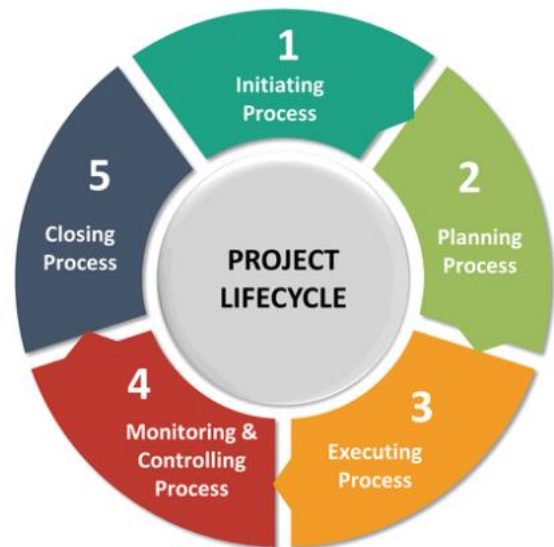 1
Initiating
Process
2
Planning
Process
3
Executing
Process
4
Monitoring &
Controlling
Process
5
Closing
Process
PROJECT
LIFECYCLE